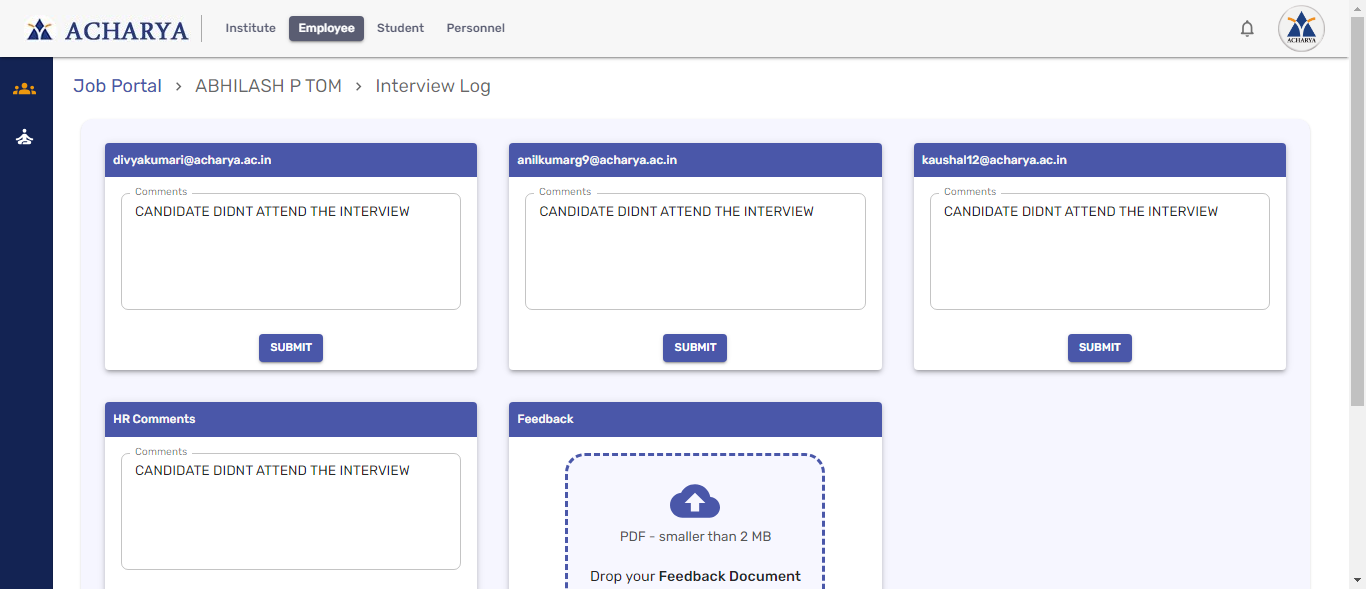 ACHARYA
Institute
Employee
Student
Personnel
ACHARYA
Job Portal > ABHILASH P TOM > Interview Log
divyakumari@acharya.ac.in
Comments
CANDIDATE DIDNT ATTEND THE INTERVIEW
SUBMIT
anilkumarg9@acharya.ac.in
Comments
CANDIDATE DIDNT ATTEND THE INTERVIEW
SUBMIT
kaushal12@acharya.ac.in
Comments
CANDIDATE DIDNT ATTEND THE INTERVIEW
SUBMIT
HR Comments
Comments
CANDIDATE DIDNT ATTEND THE INTERVIEW
Feedback
PDF - smaller than 2 MB
Drop your Feedback Document